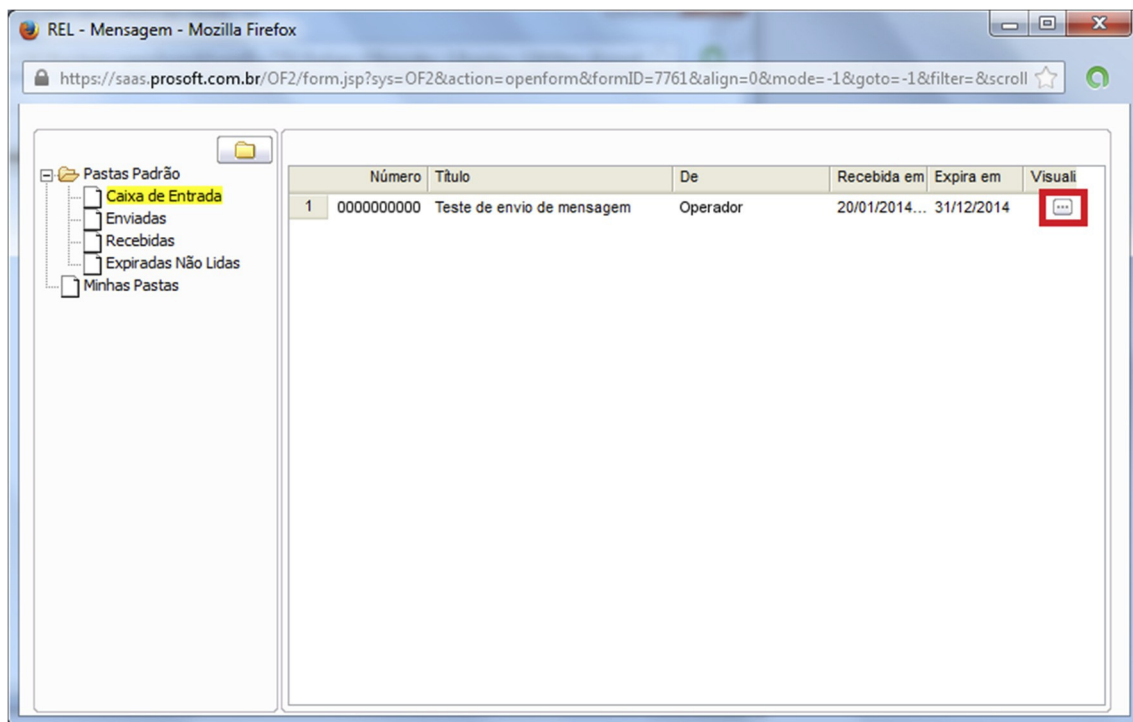 REL - Mensagem - Mozilla Firefox
https://saas.prosoft.com.br/OF2/form.jsp?sys=OF2&action=openform&formID=7761&align=0&mode=-1&goto=-1&filter=&scroll
Pastas Padrão
Caixa de Entrada
Enviadas
Recebidas
Expiradas Não Lidas
Minhas Pastas
Número Título De Recebida em Expira em Visuali
1 0000000000 Teste de envio de mensagem Operador 20/01/2014... 31/12/2014 ...